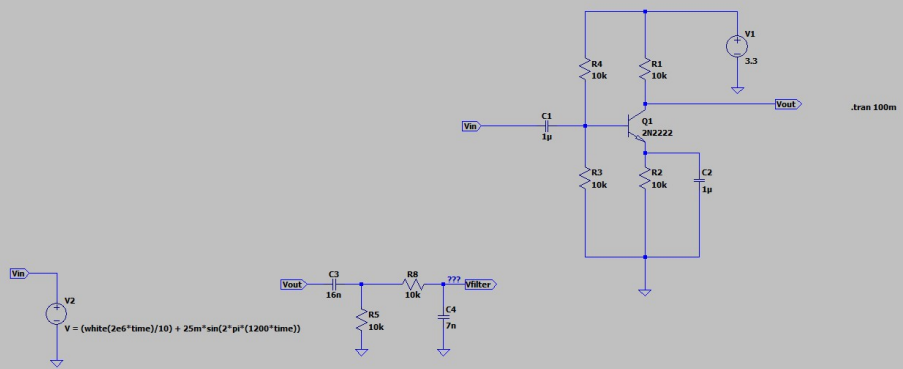 V1
3.3
R4
10k
R1
10k
Vout
.tran 100m
C1
1µ
Vin
Q1
2N2222
R3
10k
R2
10k
C2
1µ
Vin
V2
V = (white(2e6*time)/10) + 25m*sin(2*pi*(1200*time))
Vout
C3
16n
R8
10k
???
Vfilter
R5
10k
C4
7n